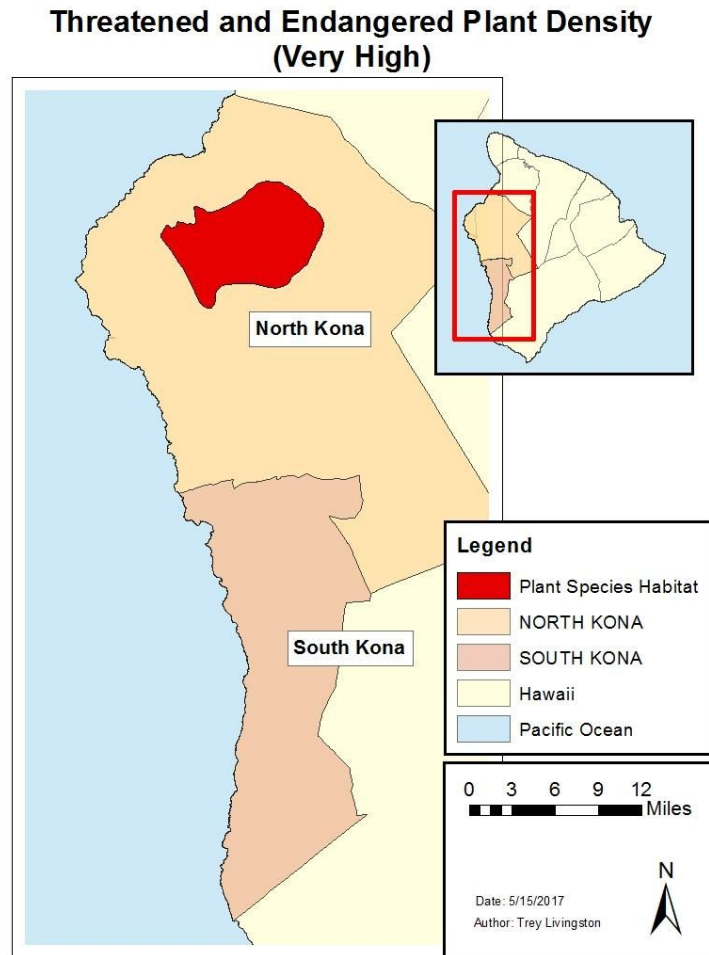 Threatened and Endangered Plant Density
(Very High)
North Kona
South Kona
Legend
Plant Species Habitat
NORTH KONA
SOUTH KONA
Hawaii
Pacific Ocean
0 3 6 9 12
Miles
N
Date: 5/15/2017
Author: Trey Livingston